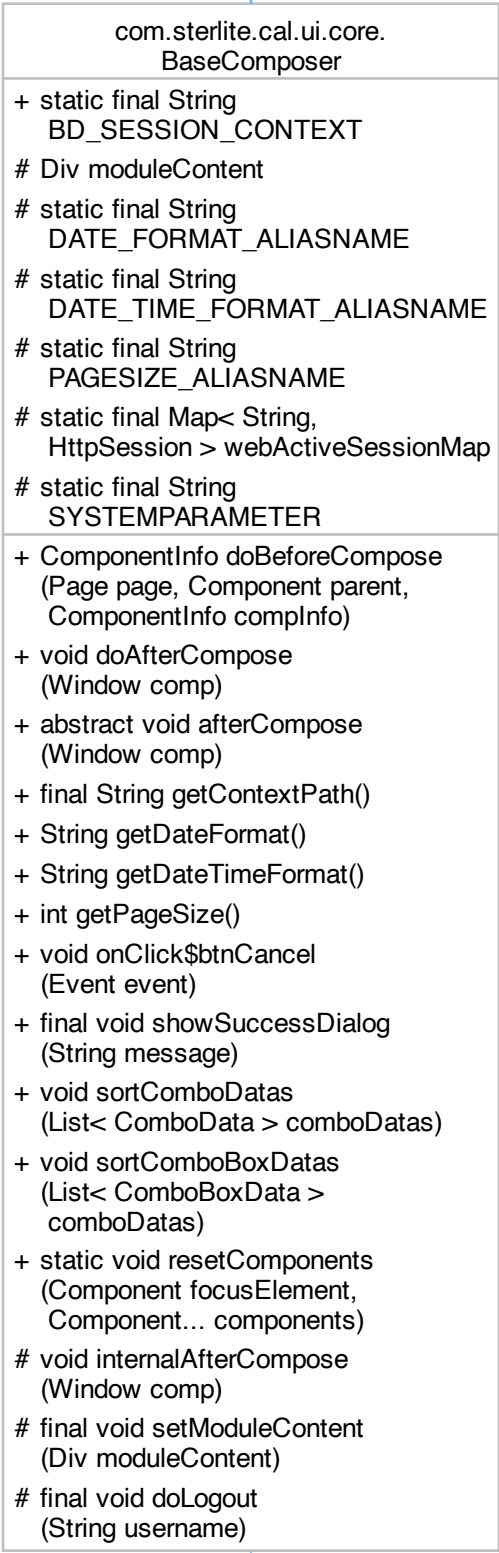 com.sterlite.cal.ui.core.
BaseComposer
+ static final String
BD_SESSION_CONTEXT
# Div moduleContent
# static final String
DATE_FORMAT_ALIASNAME
# static final String
DATE_TIME_FORMAT_ALIASNAME
# static final String
PAGESIZE_ALIASNAME
# static final Map< String,
HttpSession > webActiveSessionMap
# static final String
SYSTEMPARAMETER
+ ComponentInfo doBeforeCompose
(Page page, Component parent,
ComponentInfo compInfo)
+ void doAfterCompose
(Window comp)
+ abstract void afterCompose
(Window comp)
+ final String getContextPath()
+ String getDateFormat()
+ String getDateTimeFormat()
+ int getPageSize()
+ void onClick$btnCancel
(Event event)
+ final void showSuccessDialog
(String message)
+ void sortComboDatas
(List< ComboData > comboDatas)
+ void sortComboBoxDatas
(List< ComboBoxData >
comboDatas)
+ static void resetComponents
(Component focusElement,
Component... components)
# void internalAfterCompose
(Window comp)
# final void setModuleContent
(Div moduleContent)
# final void doLogout
(String username)